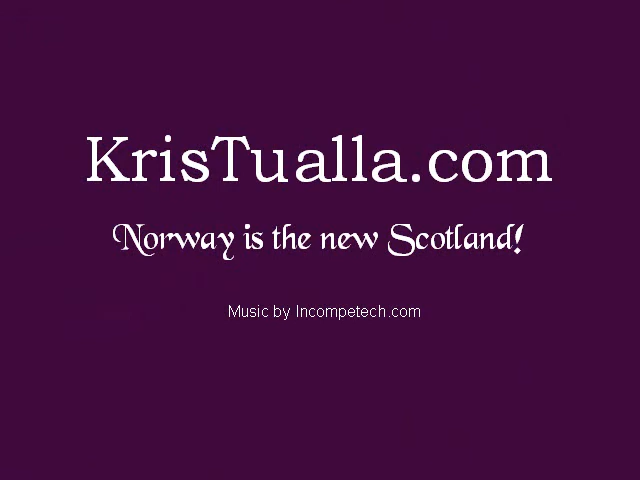 KrisTualla.com
Norway is the new Scotland!
Music by Incompetech.com